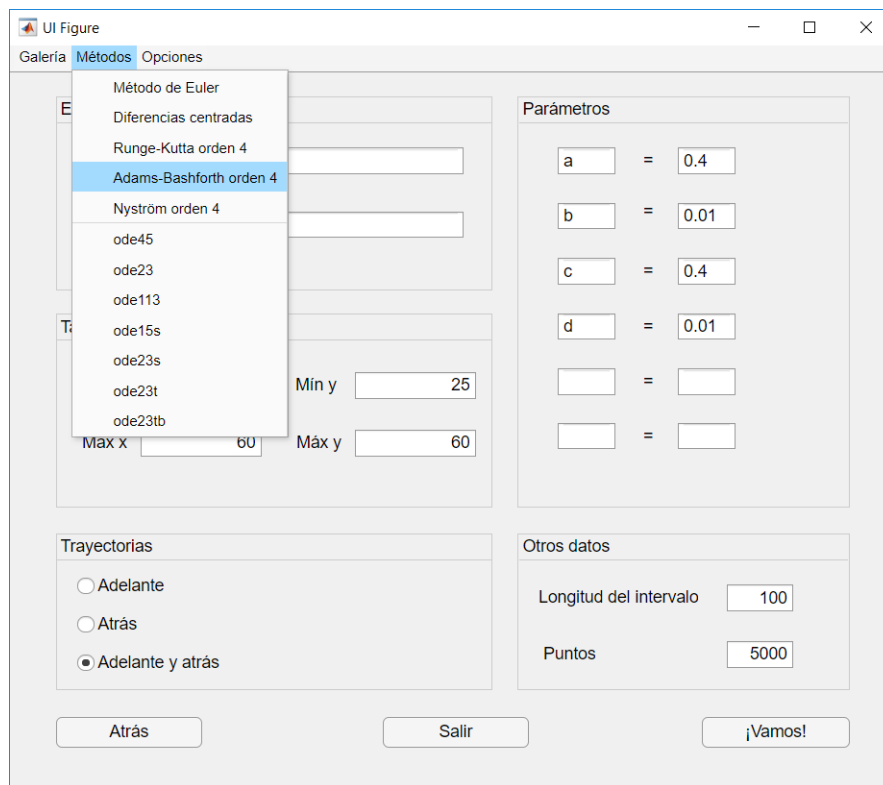 UI Figure
Galería Métodos Opciones
Método de Euler
Diferencias centradas
Runge-Kutta orden 4
Adams-Bashforth orden 4
Nyström orden 4
ode45
ode23
ode113
ode15s
ode23s
ode23t
ode23tb
Mín y 25
Máx x 60 Máx y 60
Parámetros
a = 0.4
b = 0.01
c = 0.4
d = 0.01
=
=
Trayectorias
Adelante
Atrás
Adelante y atrás
Otros datos
Longitud del intervalo 100
Puntos 5000
Atrás Salir ¡Vamos!